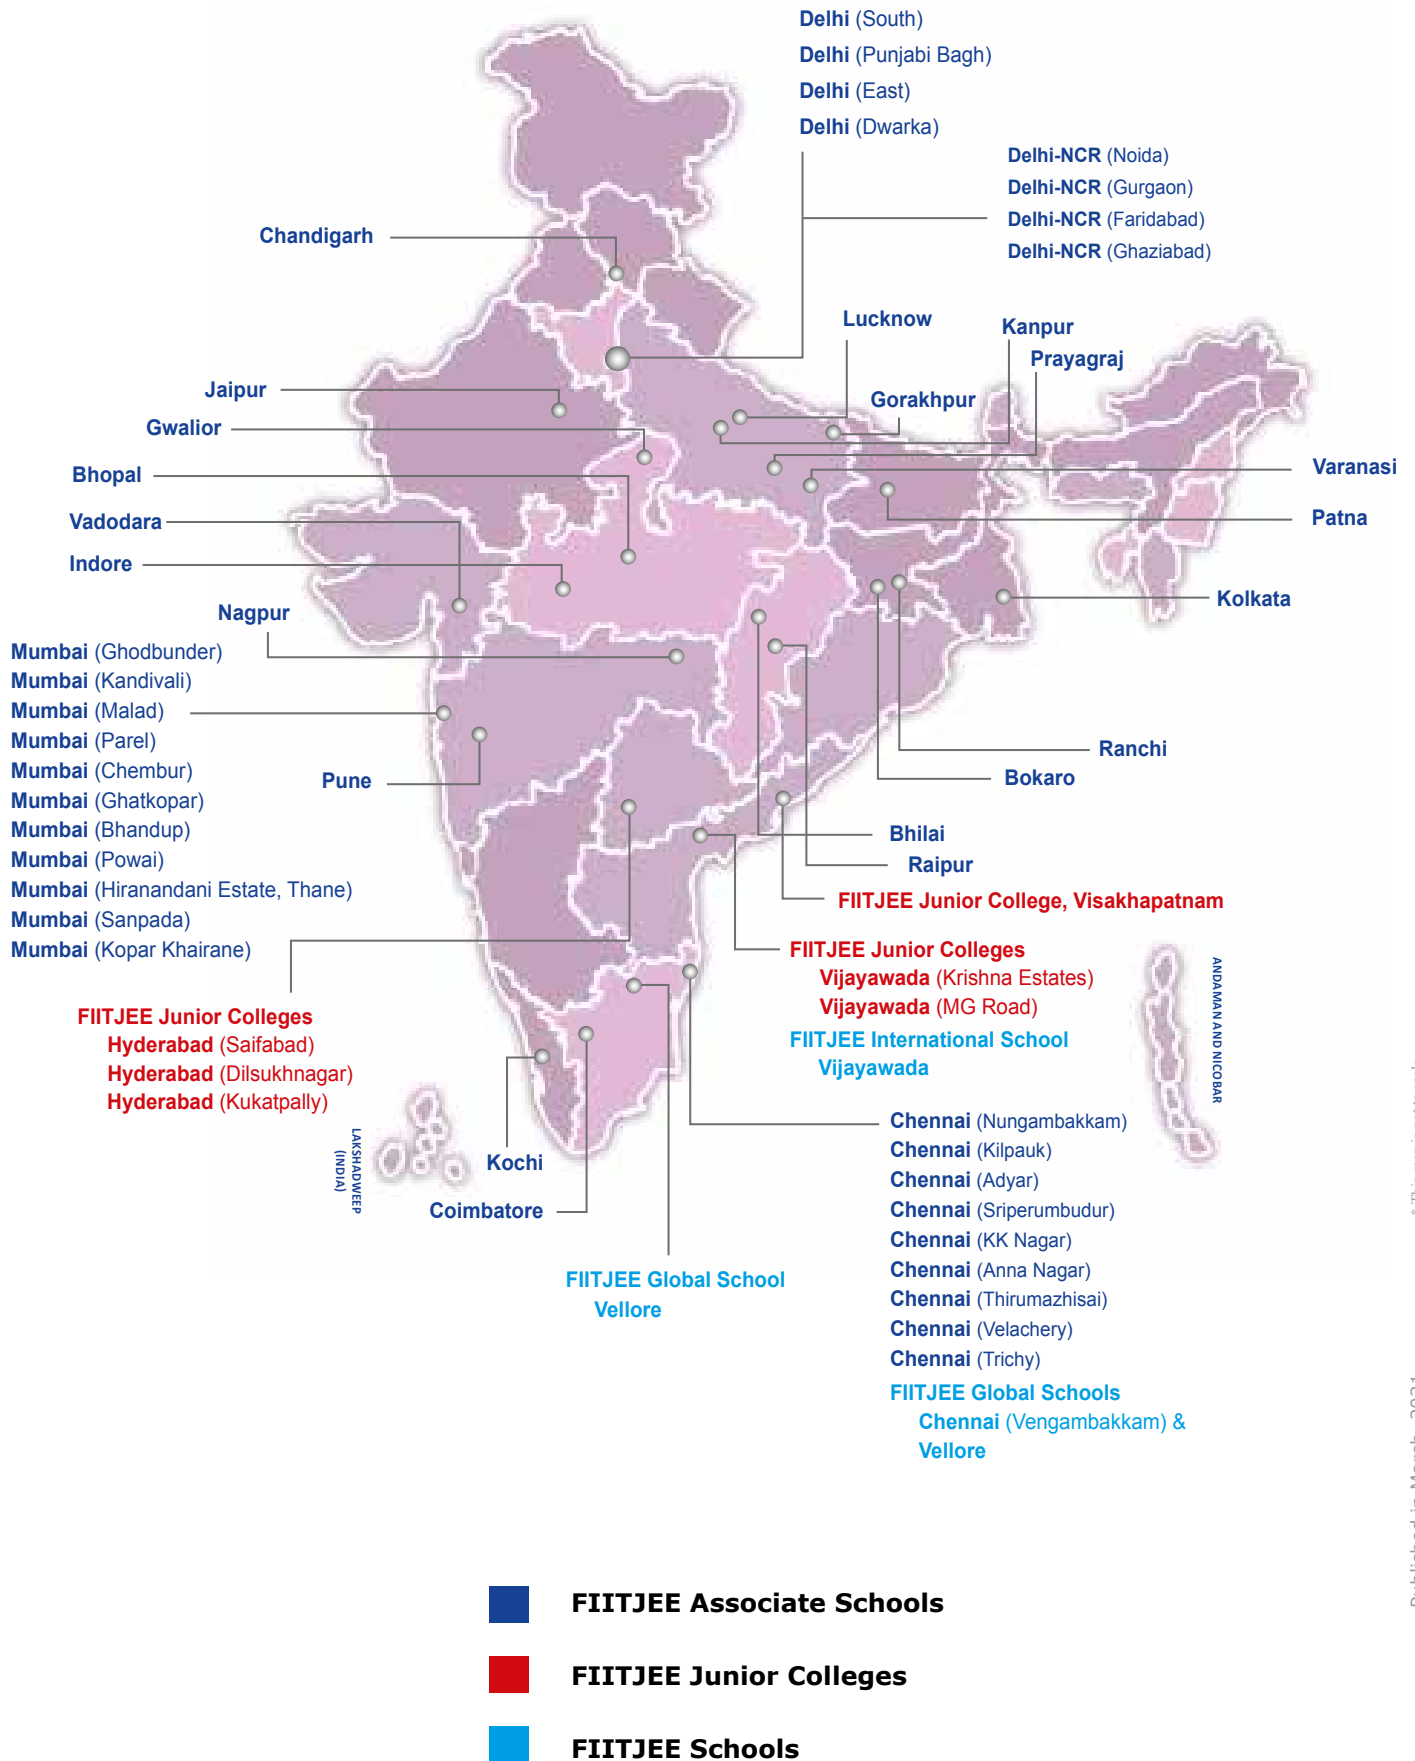 Delhi (South)
Delhi (Punjabi Bagh)
Delhi (East)
Delhi (Dwarka)
Delhi-NCR (Noida)
Delhi-NCR (Gurgaon)
Delhi-NCR (Faridabad)
Delhi-NCR (Ghaziabad)
Chandigarh
Lucknow
Kanpur
Prayagraj
Jaipur
Gorakhpur
Gwalior
Bhopal
Varanasi
Vadodara
Patna
Indore
Kolkata
Nagpur
Mumbai (Ghodbunder)
Mumbai (Kandivali)
Mumbai (Malad)
Mumbai (Parel)
Mumbai (Chembur)
Mumbai (Ghatkopar)
Mumbai (Bhandup)
Mumbai (Powai)
Mumbai (Hiranandani Estate, Thane)
Mumbai (Sanpada)
Mumbai (Kopar Khairane)
Pune
Ranchi
Bokaro
Bhilai
Raipur
FIITJEE Junior College, Visakhapatnam
FIITJEE Junior Colleges
Vijayawada (Krishna Estates)
Vijayawada (MG Road)
FIITJEE International School
Vijayawada
ANDAMAN AND NICOBAR
FIITJEE Junior Colleges
Hyderabad (Saifabad)
Hyderabad (Dilsukhnagar)
Hyderabad (Kukatpally)
LAKSHADWEEP
(INDIA)
Kochi
Coimbatore
FIITJEE Global School
Vellore
Chennai (Nungambakkam)
Chennai (Kilpauk)
Chennai (Adyar)
Chennai (Sriperumbudur)
Chennai (KK Nagar)
Chennai (Anna Nagar)
Chennai (Thirumazhisai)
Chennai (Velachery)
Chennai (Trichy)
FIITJEE Global Schools
Chennai (Vengambakkam) &
Vellore
FIITJEE Associate Schools
FIITJEE Junior Colleges
FIITJEE Schools